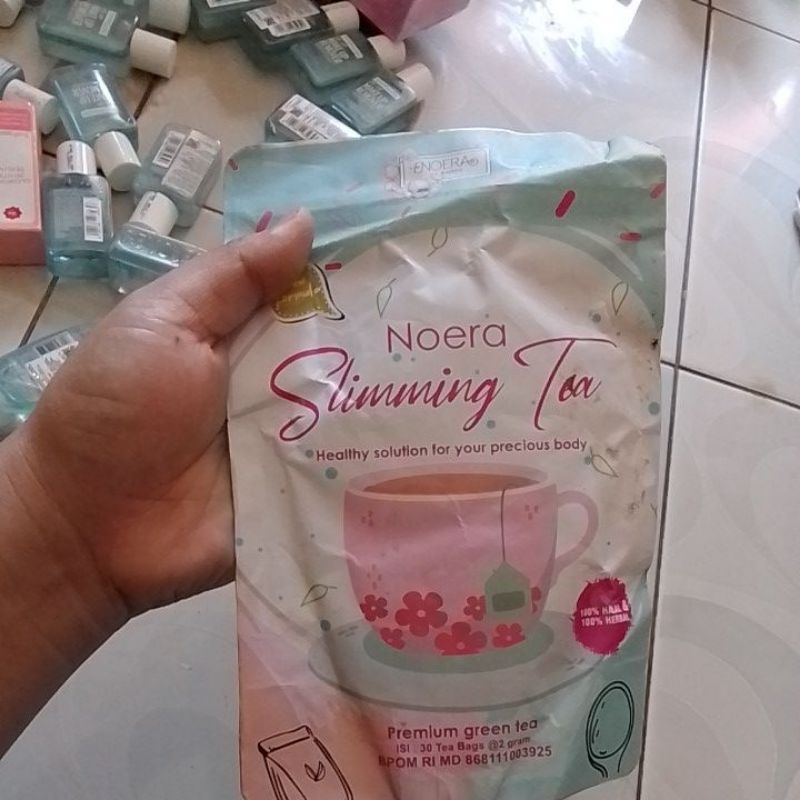 ENOERA
Noera
Slimming Tea
Healthy solution for your precious body
100% HALAL &
100% HERBAL
Premium green tea
ISI : 30 Tea Bags @2 gram
BPOM RI MD 868111003925